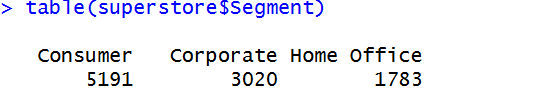 > table(superstore$Segment)
Consumer Corporate Home Office
5191 3020 1783